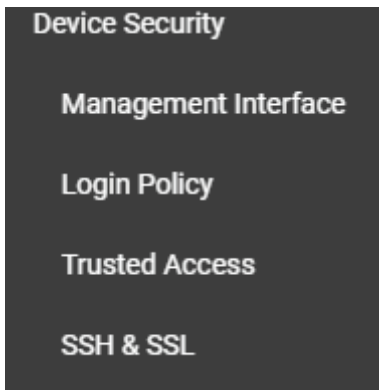 Device Security
Management Interface
Login Policy
Trusted Access
SSH & SSL